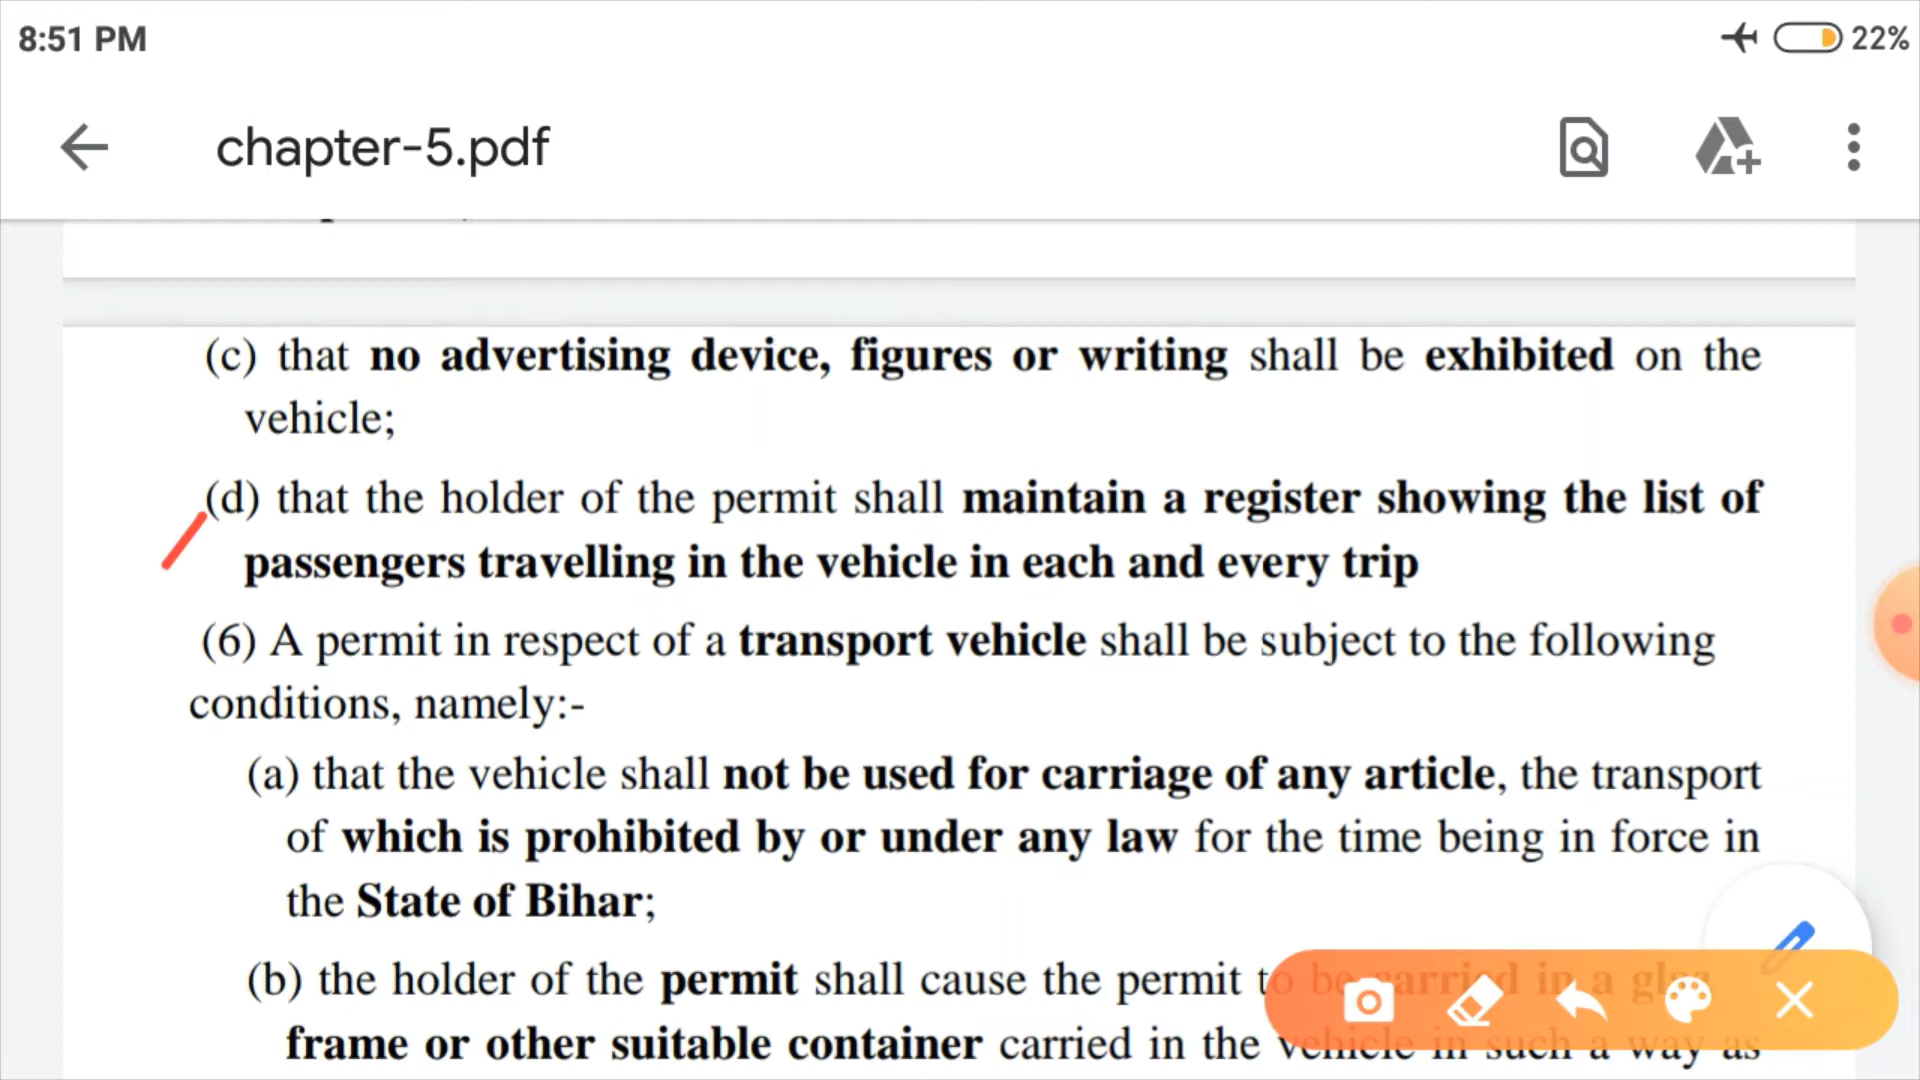 8:51 PM
22%
chapter-5.pdf
(c) that no advertising device, figures or writing shall be exhibited on the
vehicle;
(d) that the holder of the permit shall maintain a register showing the list of
passengers travelling in the vehicle in each and every trip
(6) A permit in respect of a transport vehicle shall be subject to the following
conditions, namely:-
(a) that the vehicle shall not be used for carriage of any article, the transport
of which is prohibited by or under any law for the time being in force in
the State of Bihar;
(b) the holder of the permit shall cause the permit to be carried in a
frame or other suitable container carried in the vehicle in such a way as